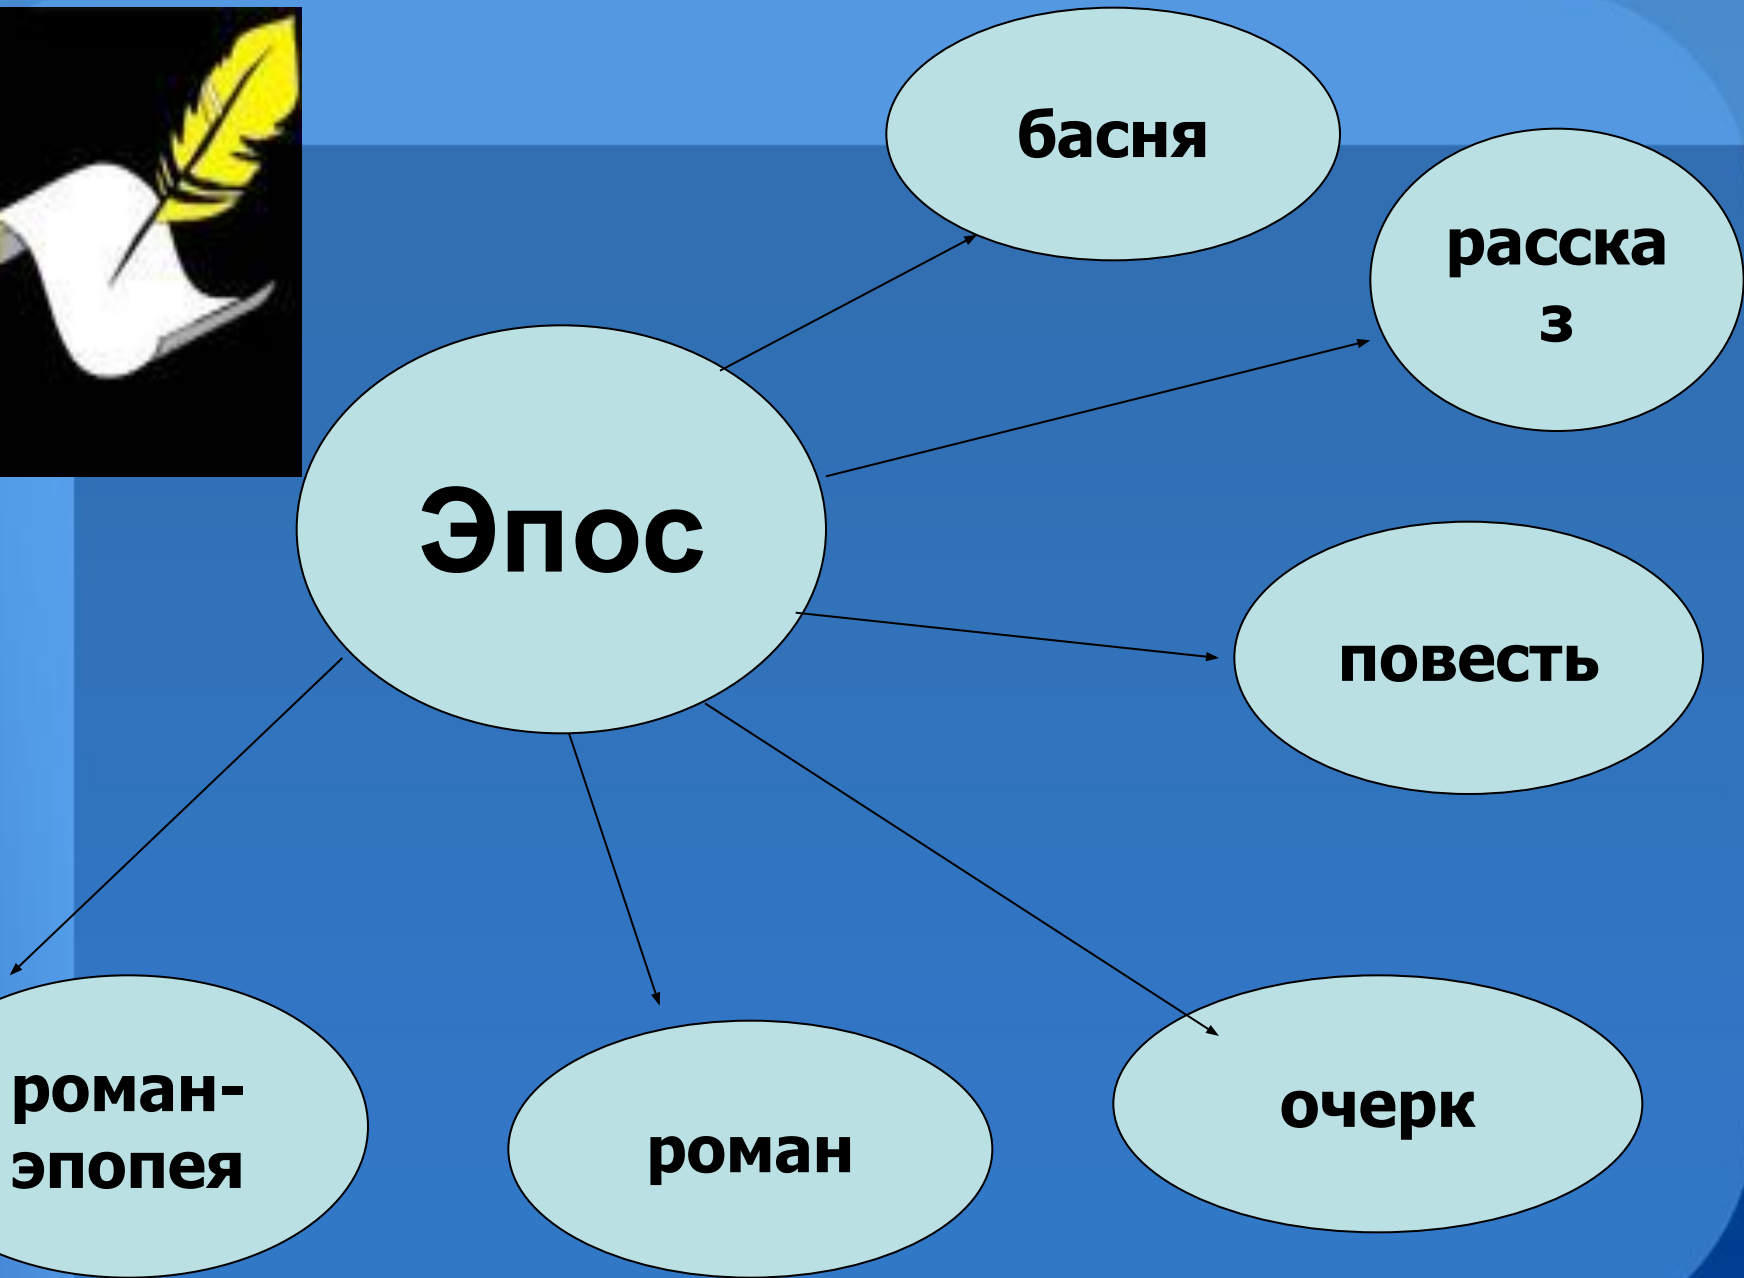 басня
расска
з
Эпос
повесть
роман-
эпопея
роман
очерк